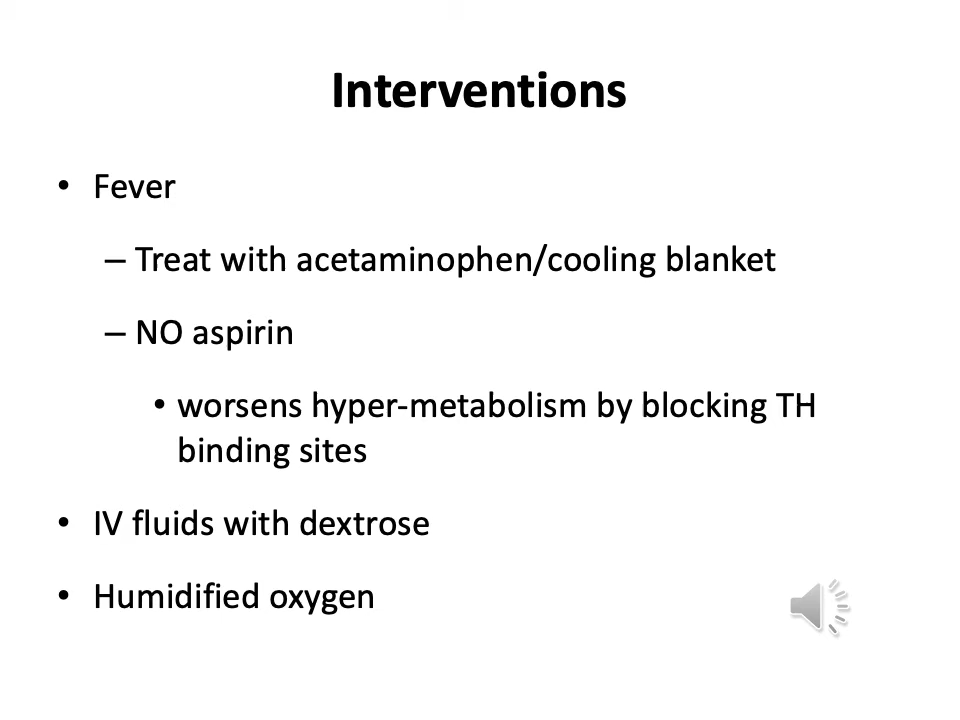 Interventions
• Fever
– Treat with acetaminophen/cooling blanket
– NO aspirin
• worsens hyper-metabolism by blocking TH
binding sites
• IV fluids with dextrose
• Humidified oxygen